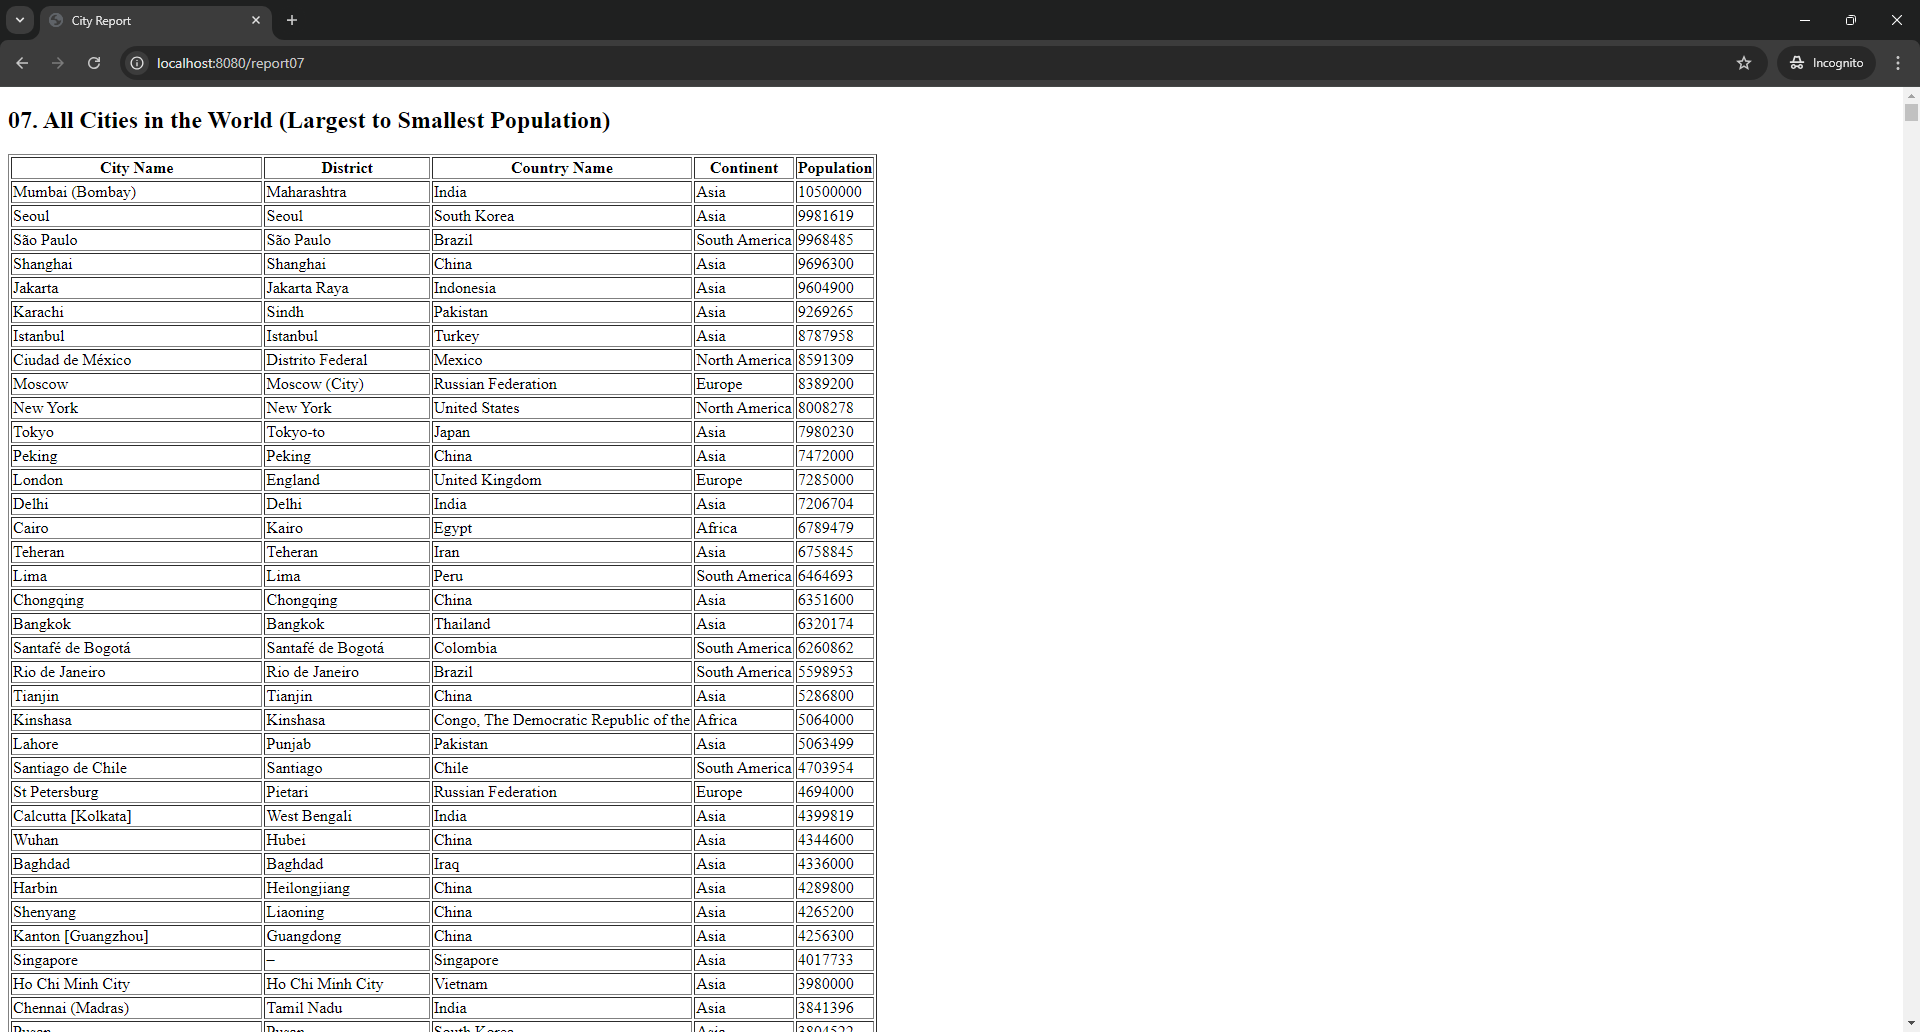 City Report
localhost:8080/report07
Incognito
07. All Cities in the World (Largest to Smallest Population)
City Name District Country Name Continent Population
Mumbai (Bombay) Maharashtra India Asia 10500000
Seoul Seoul South Korea Asia 9981619
São Paulo São Paulo Brazil South America 9968485
Shanghai Shanghai China Asia 9696300
Jakarta Jakarta Raya Indonesia Asia 9604900
Karachi Sindh Pakistan Asia 9269265
Istanbul Istanbul Turkey Asia 8787958
Ciudad de México Distrito Federal Mexico North America 8591309
Moscow Moscow (City) Russian Federation Europe 8389200
New York New York United States North America 8008278
Tokyo Tokyo-to Japan Asia 7980230
Peking Peking China Asia 7472000
London England United Kingdom Europe 7285000
Delhi Delhi India Asia 7206704
Cairo Kairo Egypt Africa 6789479
Teheran Teheran Iran Asia 6758845
Lima Lima Peru South America 6464693
Chongqing Chongqing China Asia 6351600
Bangkok Bangkok Thailand Asia 6320174
Santafé de Bogotá Santafé de Bogotá Colombia South America 6260862
Rio de Janeiro Rio de Janeiro Brazil South America 5598953
Tianjin Tianjin China Asia 5286800
Kinshasa Kinshasa Congo, The Democratic Republic of the Africa 5064000
Lahore Punjab Pakistan Asia 5063499
Santiago de Chile Santiago Chile South America 4703954
St Petersburg Pietari Russian Federation Europe 4694000
Calcutta [Kolkata] West Bengali India Asia 4399819
Wuhan Hubei China Asia 4344600
Baghdad Baghdad Iraq Asia 4336000
Harbin Heilongjiang China Asia 4289800
Shenyang Liaoning China Asia 4265200
Kanton [Guangzhou] Guangdong China Asia 4256300
Singapore – Singapore Asia 4017733
Ho Chi Minh City Ho Chi Minh City Vietnam Asia 3980000
Chennai (Madras) Tamil Nadu India Asia 3841396
Pusan Pusan South Korea Asia 3804522